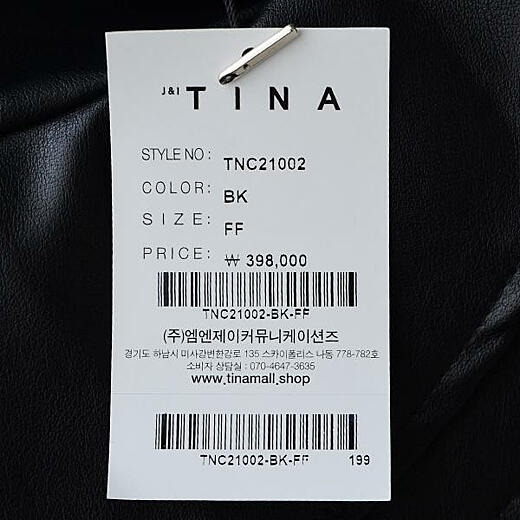 J&I TINA
STYLE NO : TNC21002
COLOR: BK
SIZE: FF
PRICE: ₩ 398,000
TNC21002-BK-FF
(주)엠엔제이커뮤니케이션즈
경기도 하남시 미사강변한강로 135 스카이폴리스 나동 778-782호
소비자 상담실 : 070-4647-3635
www.tinamall.shop
TNC21002-BK-FF 199